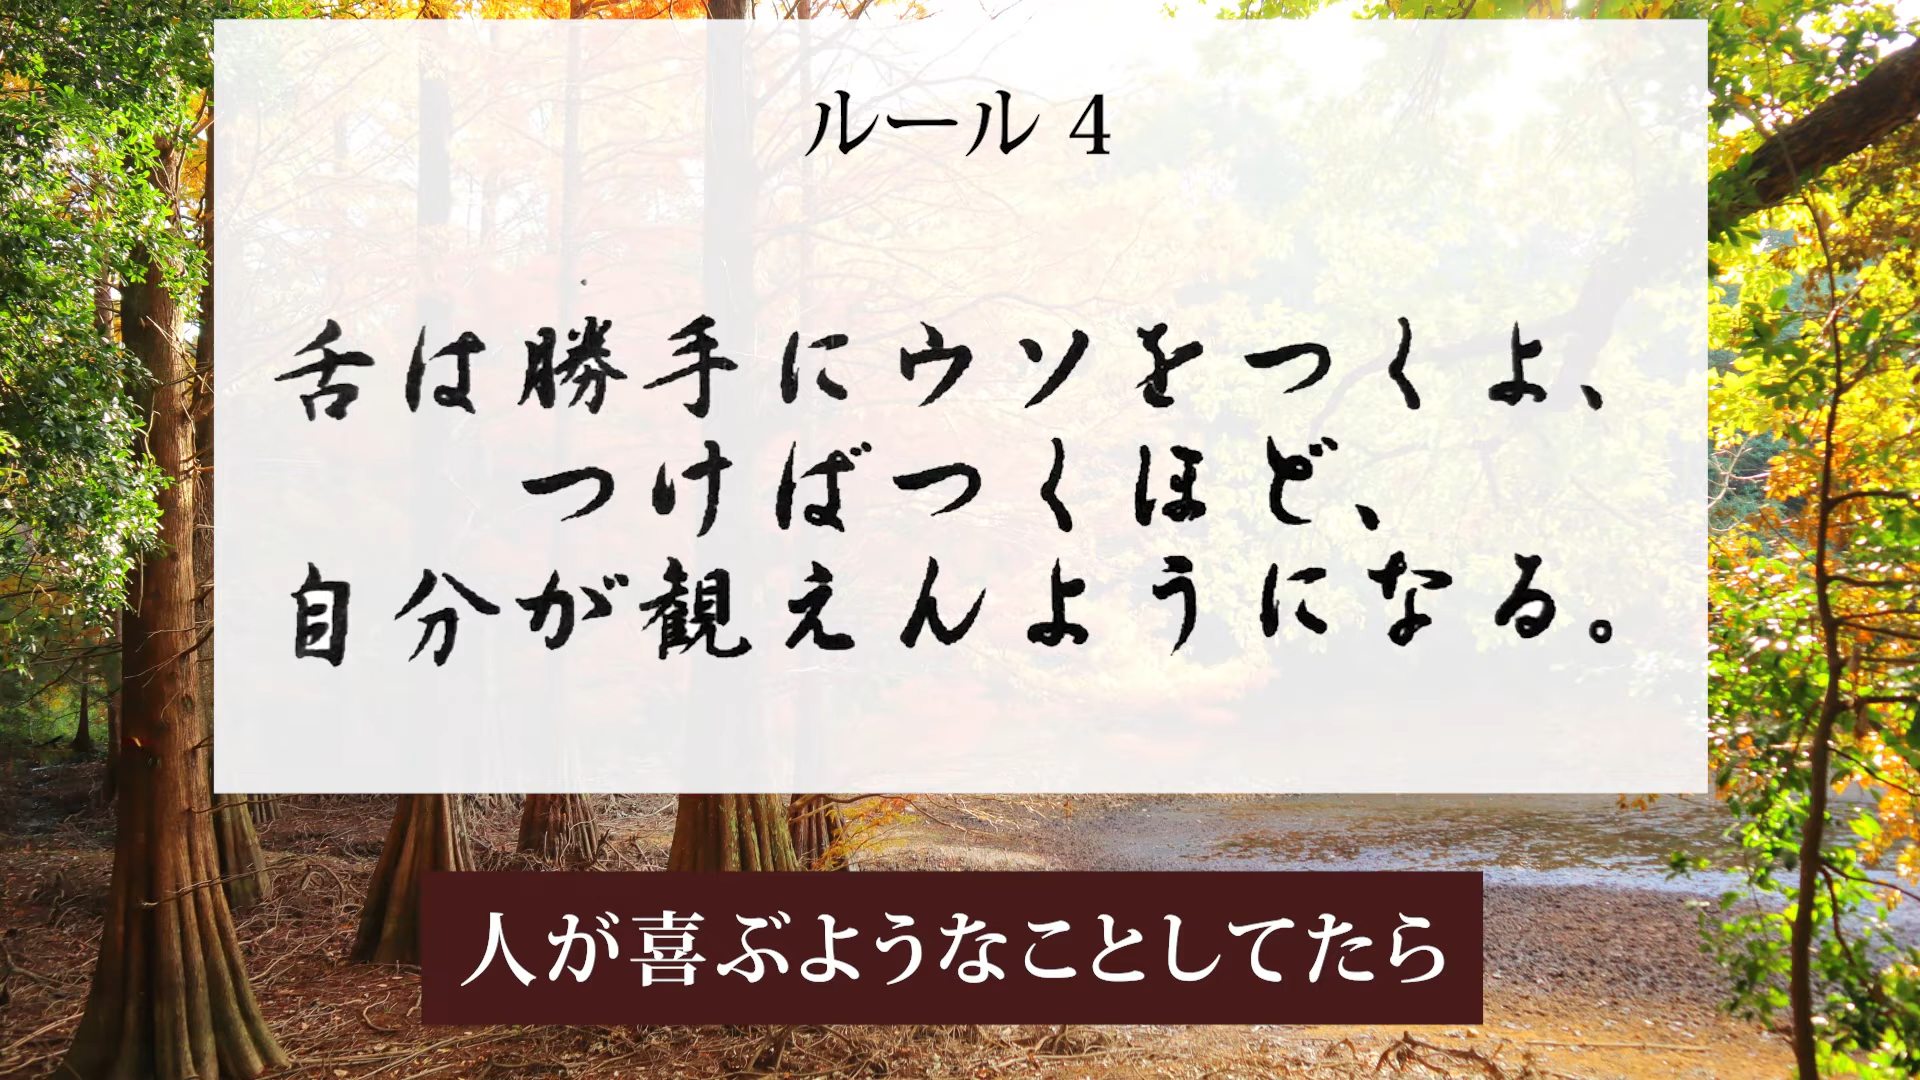 ルール 4
舌は勝手にウソをつくよ、
つけばつくほど、
自分が観えんようになる。
人が喜ぶようなことしてたら